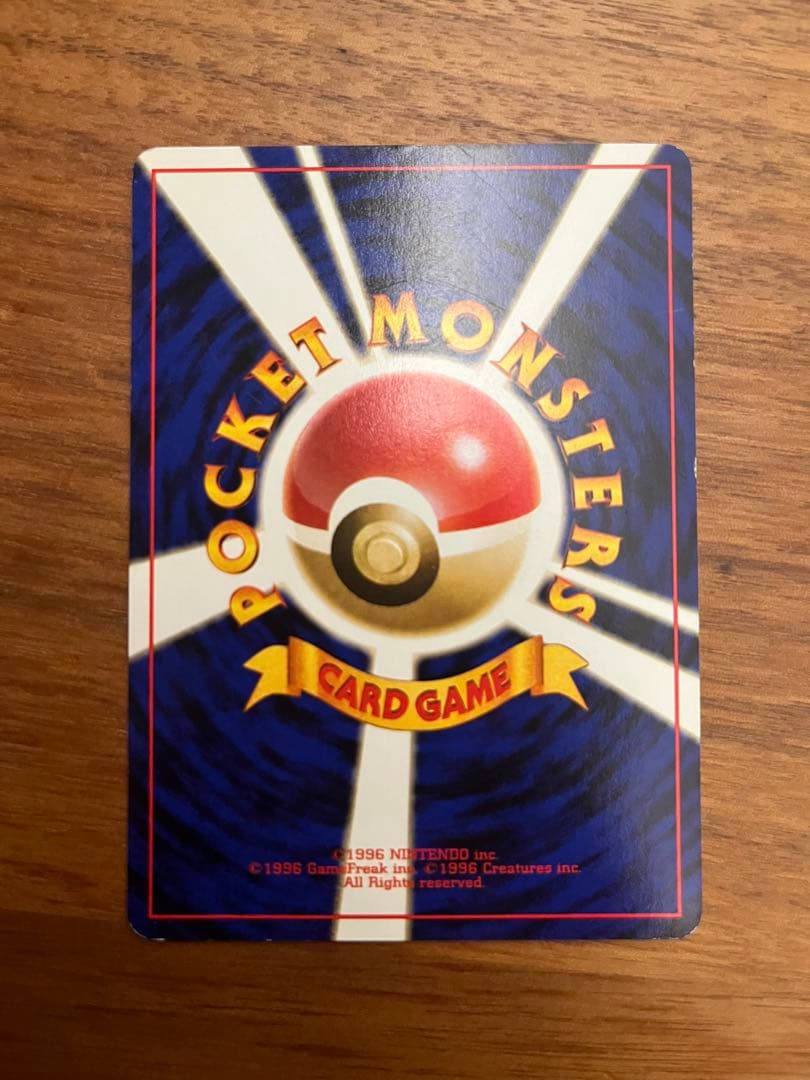 POCKET MONSTERS
CARD GAME
©1996 NINTENDO inc.
©1996 GameFreak inc. ©1996 Creatures inc.
All Rights reserved.